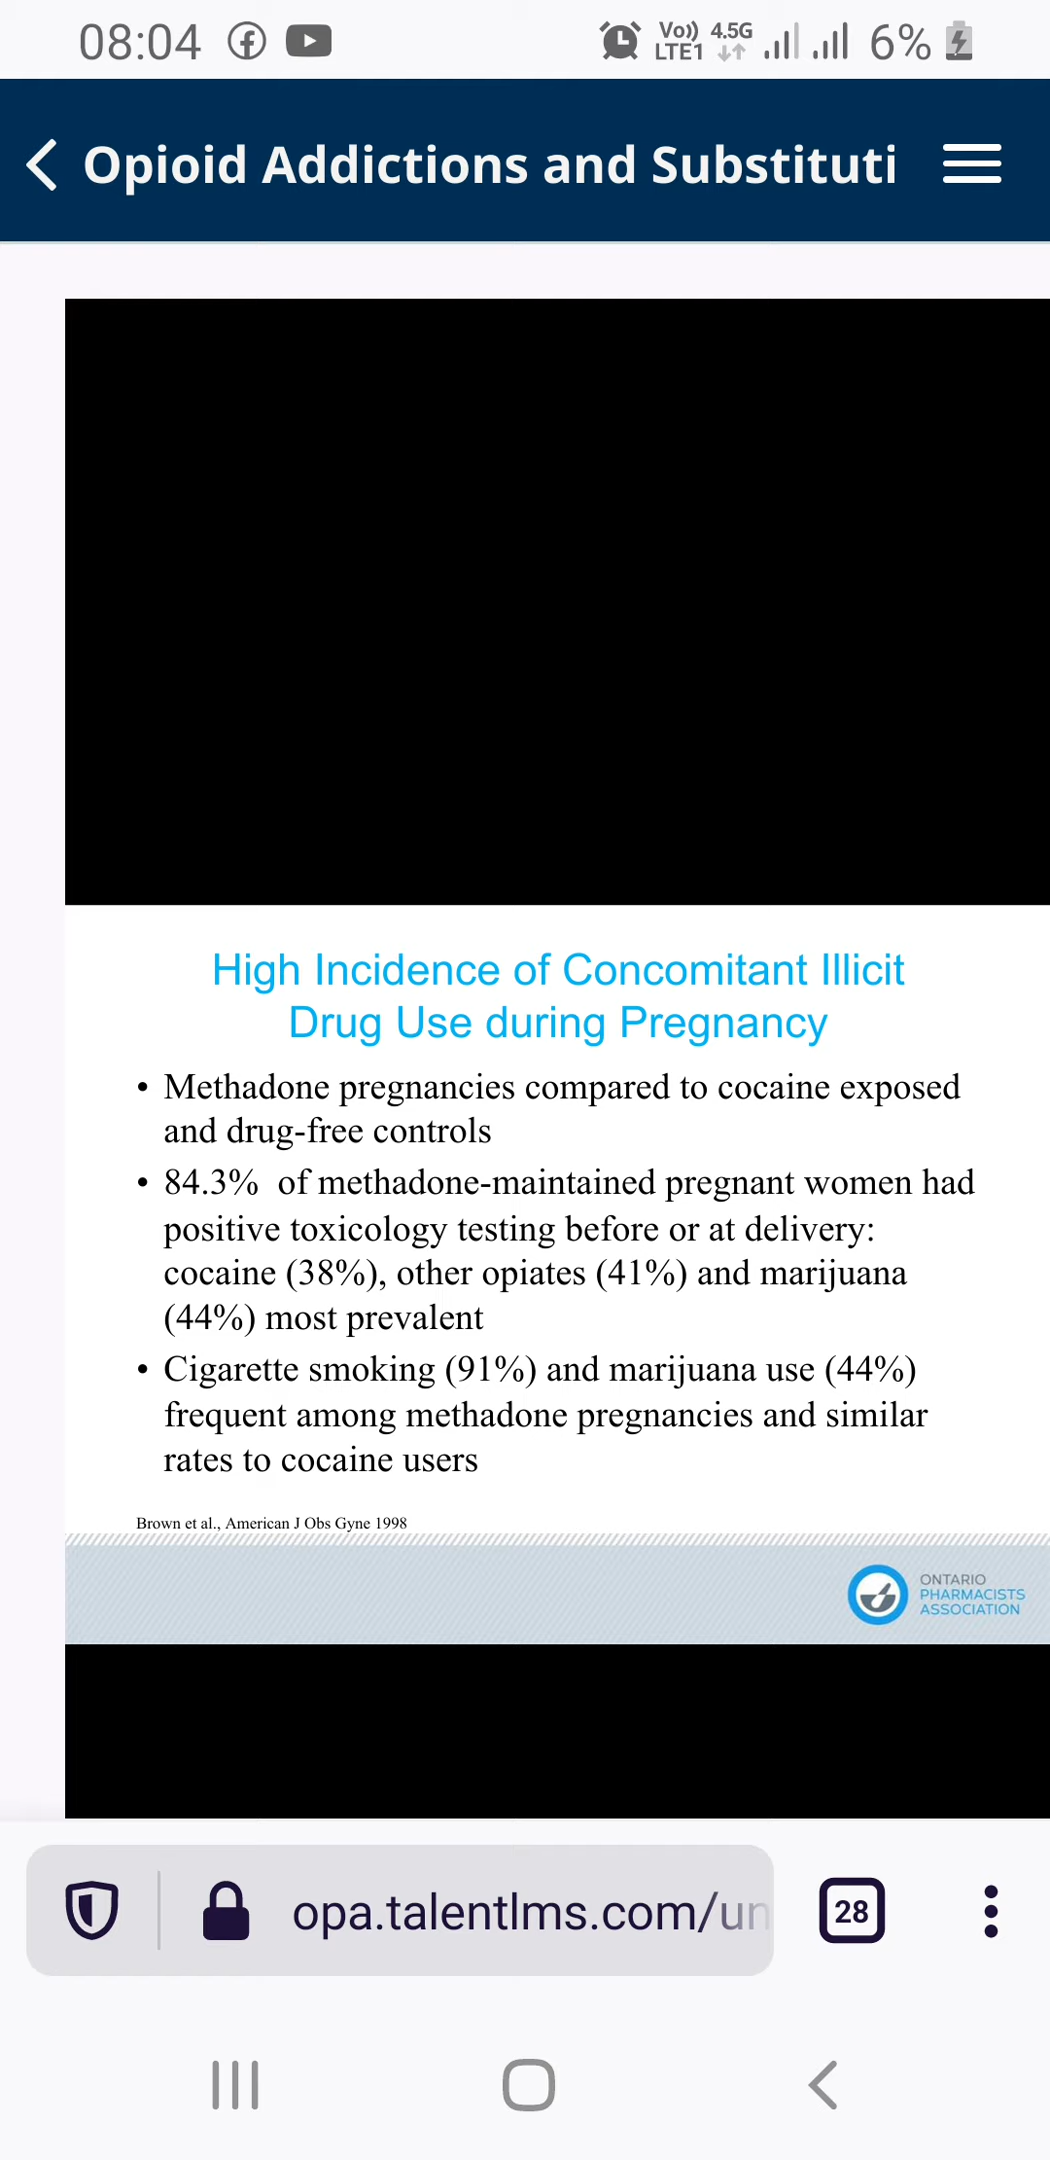 08:04
Vo)) 4.5G
LTE1
6%
Opioid Addictions and Substituti
High Incidence of Concomitant Illicit
Drug Use during Pregnancy
• Methadone pregnancies compared to cocaine exposed
and drug-free controls
• 84.3% of methadone-maintained pregnant women had
positive toxicology testing before or at delivery:
cocaine (38%), other opiates (41%) and marijuana
(44%) most prevalent
• Cigarette smoking (91%) and marijuana use (44%)
frequent among methadone pregnancies and similar
rates to cocaine users
Brown et al., American J Obs Gyne 1998
ONTARIO
PHARMACISTS
ASSOCIATION
opa.talentlms.com/un
28